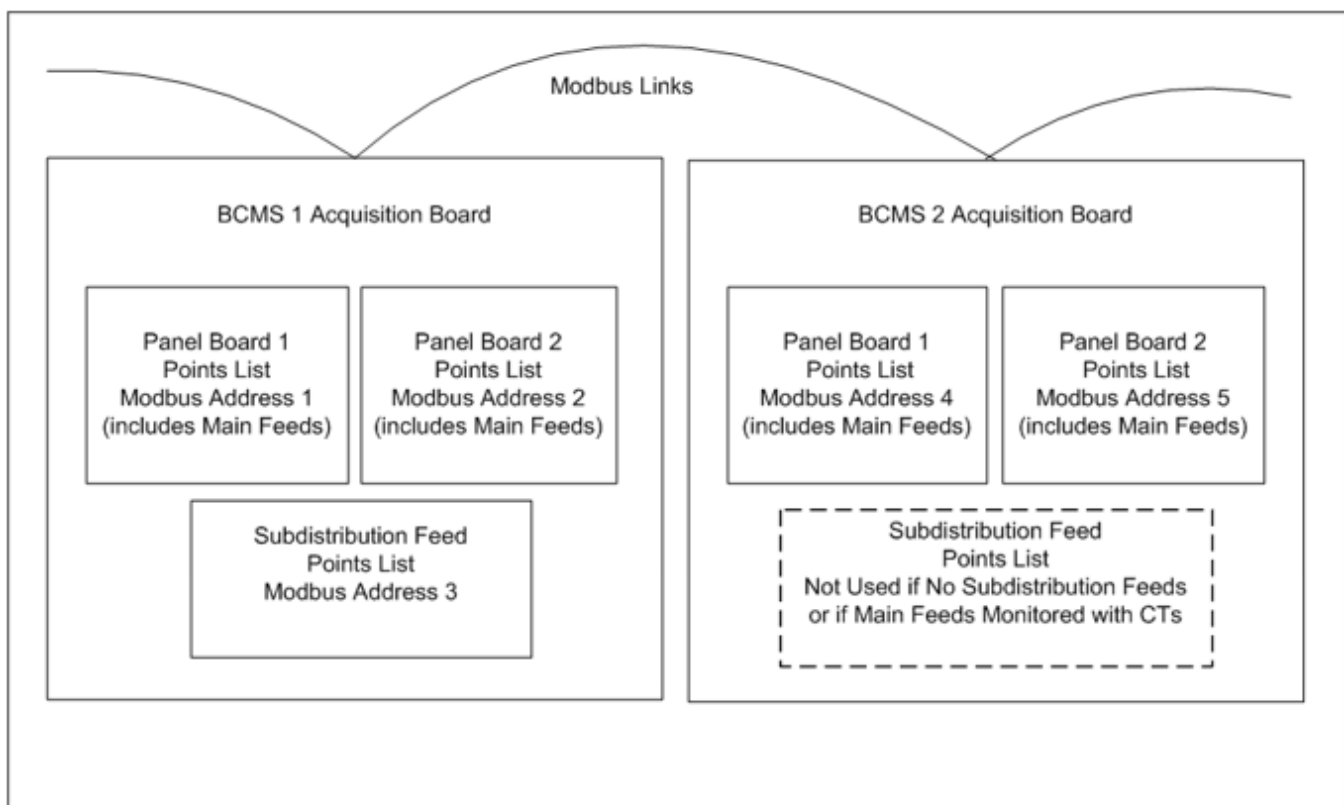 Modbus Links
BCMS 1 Acquisition Board
Panel Board 1
Points List
Modbus Address 1
(includes Main Feeds)
Panel Board 2
Points List
Modbus Address 2
(includes Main Feeds)
Subdistribution Feed
Points List
Modbus Address 3
BCMS 2 Acquisition Board
Panel Board 1
Points List
Modbus Address 4
(includes Main Feeds)
Panel Board 2
Points List
Modbus Address 5
(includes Main Feeds)
Subdistribution Feed
Points List
Not Used if No Subdistribution Feeds
or if Main Feeds Monitored with CTs